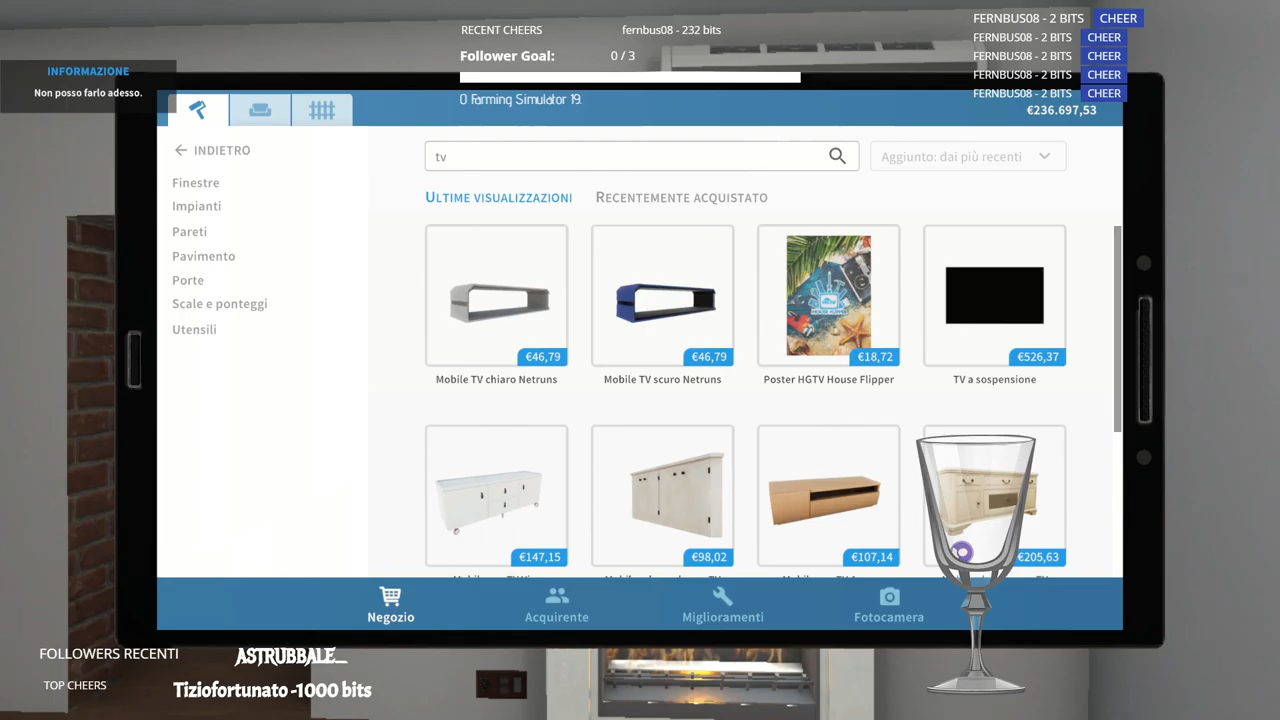 RECENT CHEERS
fernbus08 - 232 bits
Follower Goal:
0 / 3
0 Farming Simulator 19.
FERNBUS08 - 2 BITS CHEER
FERNBUS08 - 2 BITS CHEER
FERNBUS08 - 2 BITS CHEER
FERNBUS08 - 2 BITS CHEER
FERNBUS08 - 2 BITS CHEER
€236.697,53
INFORMAZIONE
Non posso farlo adesso.
INDIETRO
Finestre
Impianti
Pareti
Pavimento
Porte
Scale e ponteggi
Utensili
tv
Aggiunto: dai più recenti
ULTIME VISUALIZZAZIONI
RECENTEMENTE ACQUISTATO
€46,79
Mobile TV chiaro Netruns
€46,79
Mobile TV scuro Netruns
HOUSE FLIPPER
€18,72
Poster HGTV House Flipper
€526,37
TV a sospensione
€147,15
€98,02
€107,14
€205,63
Negozio
Acquirente
Miglioramenti
Fotocamera
FOLLOWERS RECENTI
ASTRUBBALE__
TOP CHEERS
Tiziofortunato -1000 bits